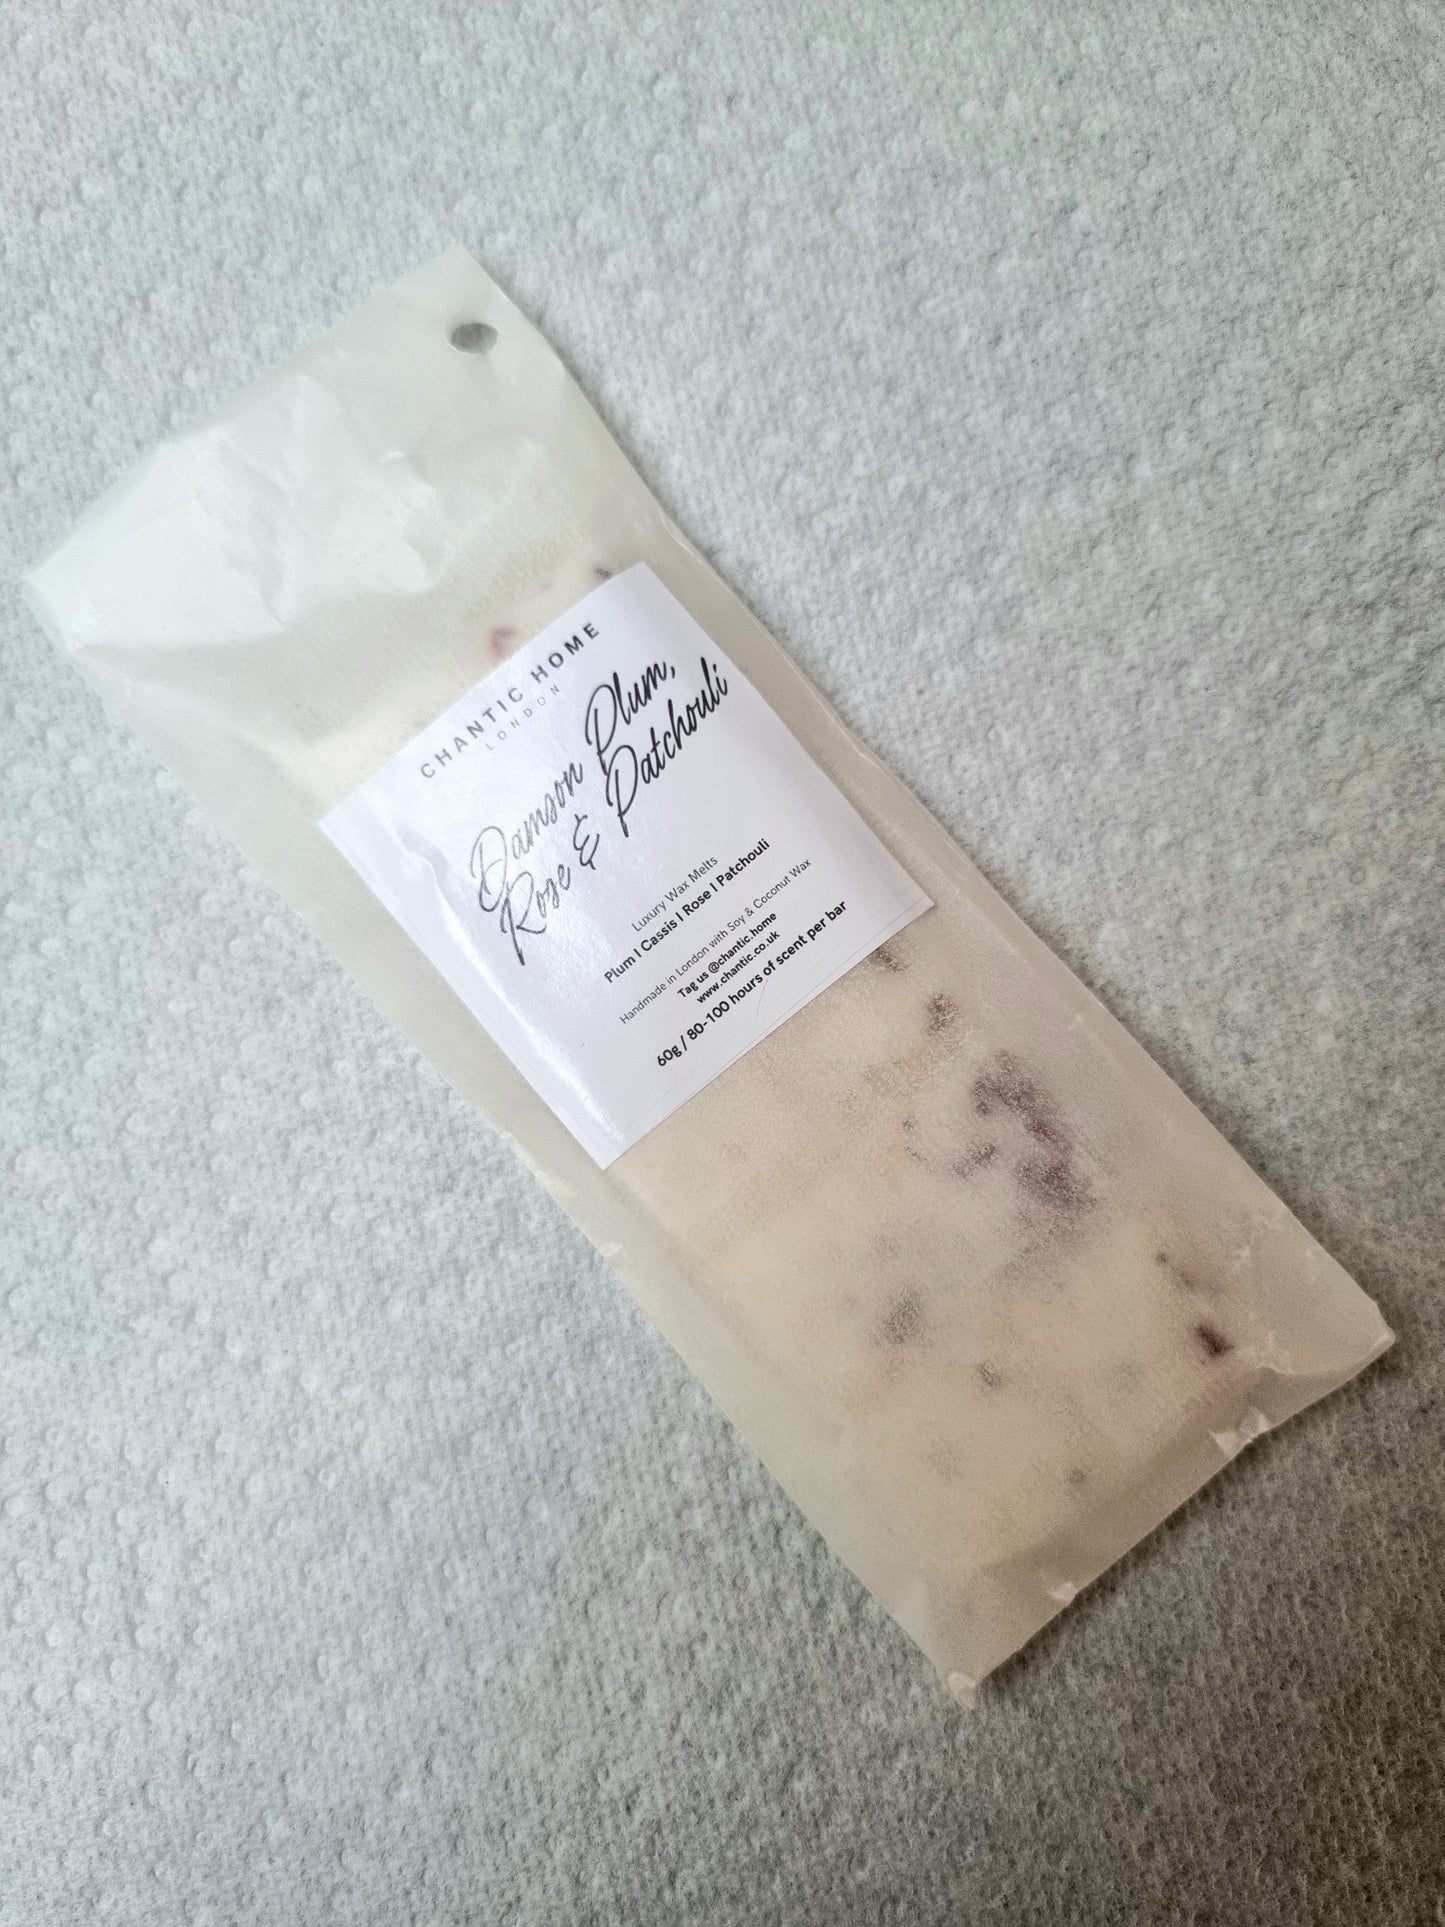 CHANTIC HOME
LONDON
Damson Plum,
Rose & Patchouli
Luxury Wax Melts
Plum I Cassis I Rose I Patchouli
Handmade in London with Soy & Coconut Wax
Tag us @chantic.home
www.chantic.co.uk
60g / 80-100 hours of scent per bar